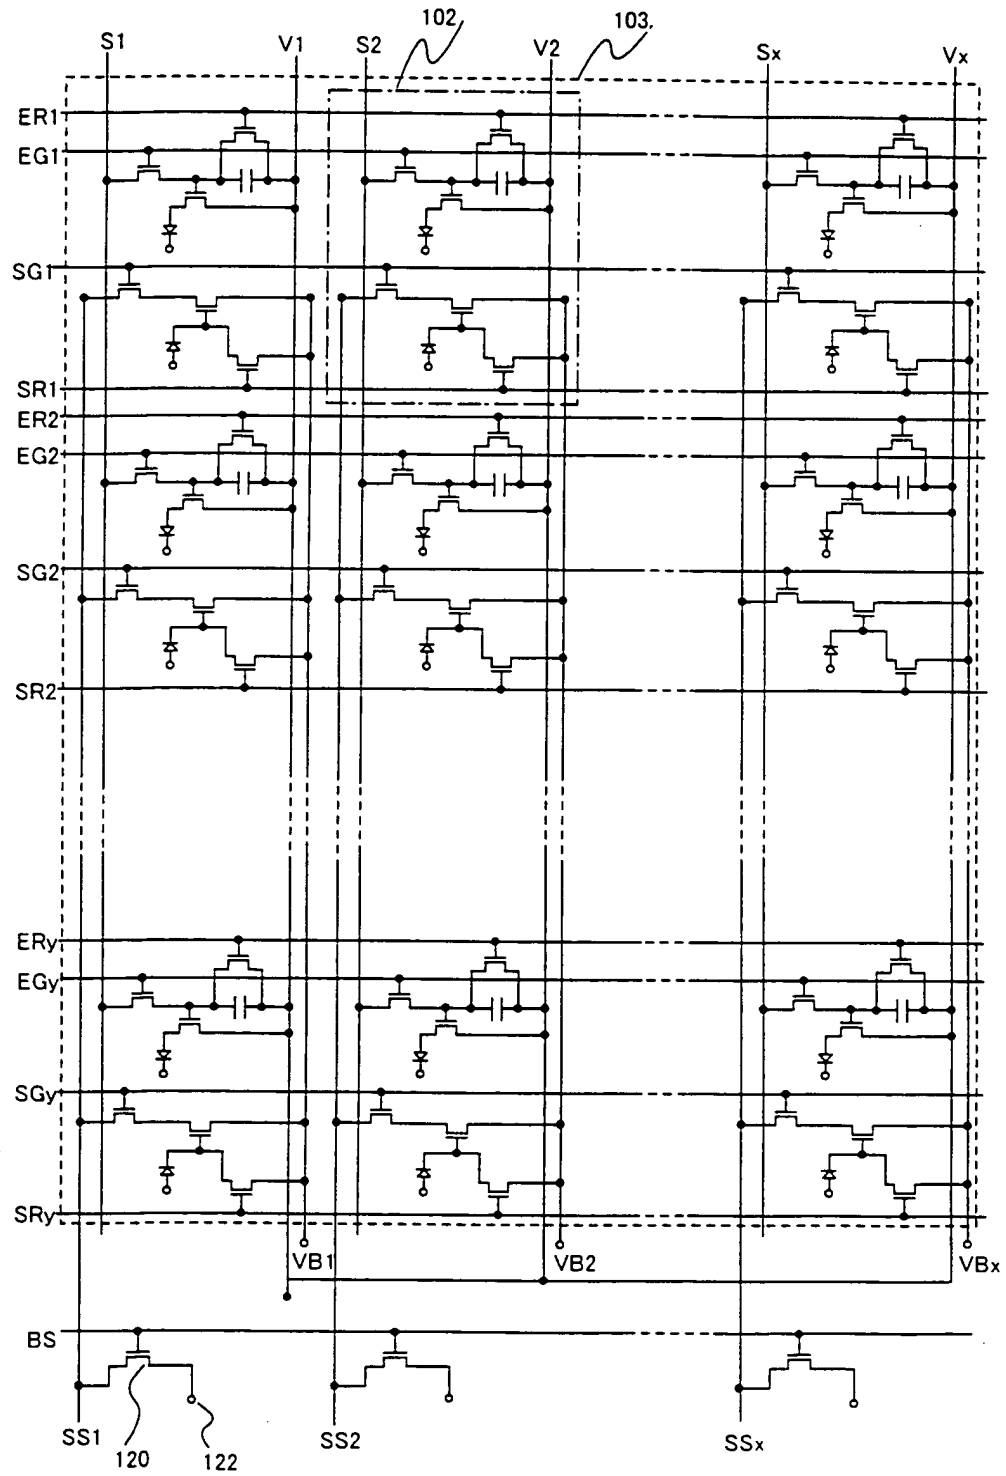 102 103.
S1 V1 S2 V2 Sx Vx
ER1
EG1
SG1
SR1
ER2
EG2
SG2
SR2
ERy
EGy
SGy
SRy
VB1 VB2 VBx
BS
SS1 120 122 SS2 SSx